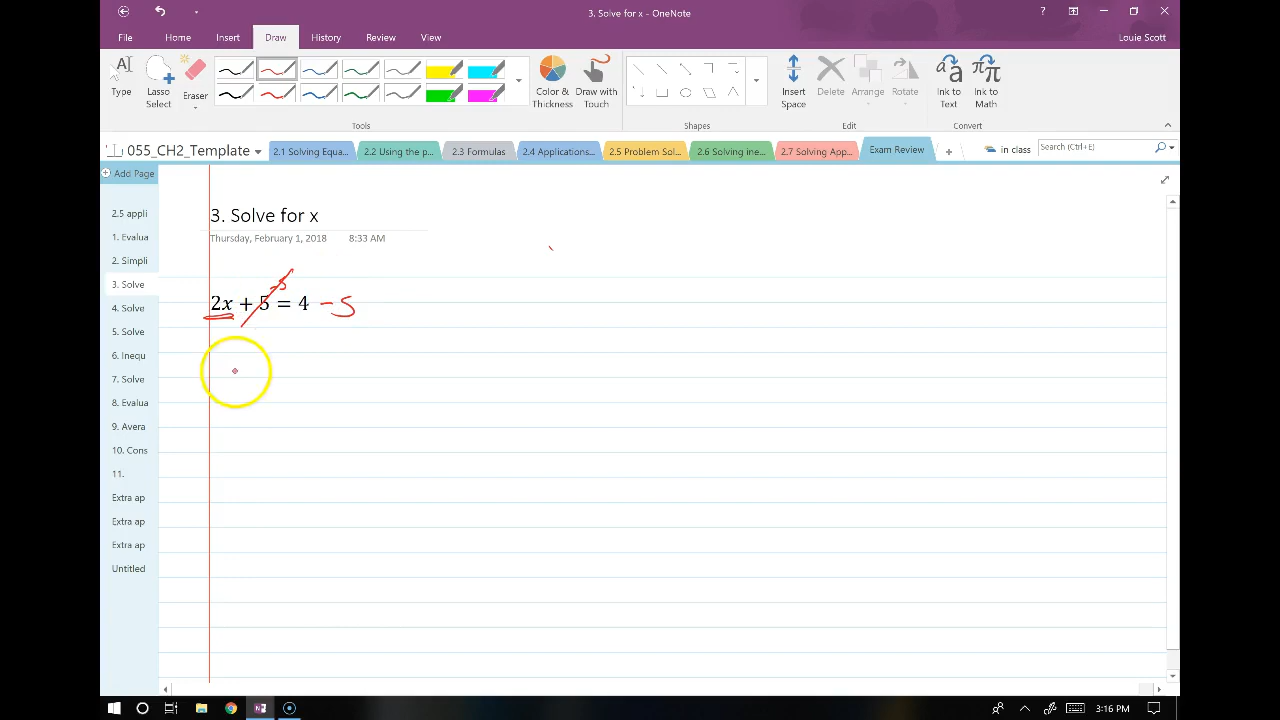 3. Solve for x - OneNote
?
File Home Insert Draw History Review View
Louie Scott
Type
Lasso Select
Eraser
Color & Thickness
Draw with Touch
Insert Space
Delete
Arrange
Rotate
Ink to Text
Ink to Math
Tools
Shapes
Edit
Convert
055_CH2_Template
2.1 Solving Equa...
2.2 Using the p...
2.3 Formulas
2.4 Applications...
2.5 Problem Sol...
2.6 Solving ine...
2.7 Solving App...
Exam Review
in class
Search (Ctrl+E)
Add Page
2.5 appli
1. Evalua
2. Simpli
3. Solve
4. Solve
5. Solve
6. Inequ
7. Solve
8. Evalua
9. Avera
10. Cons
11.
Extra ap
Extra ap
Extra ap
Untitled
3. Solve for x
Thursday, February 1, 2018 8:33 AM
-5
2x + 5 = 4 -5
3:16 PM